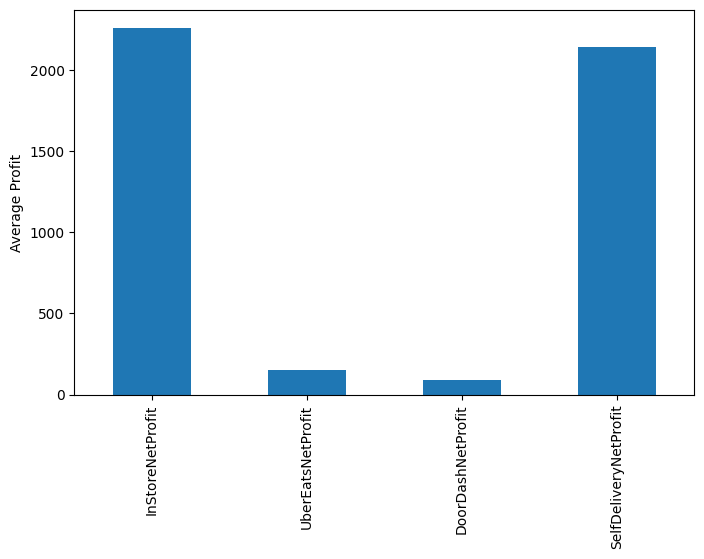 2000
1500
1000
500
0
Average Profit
InStoreNetProfit
UberEatsNetProfit
DoorDashNetProfit
SelfDeliveryNetProfit